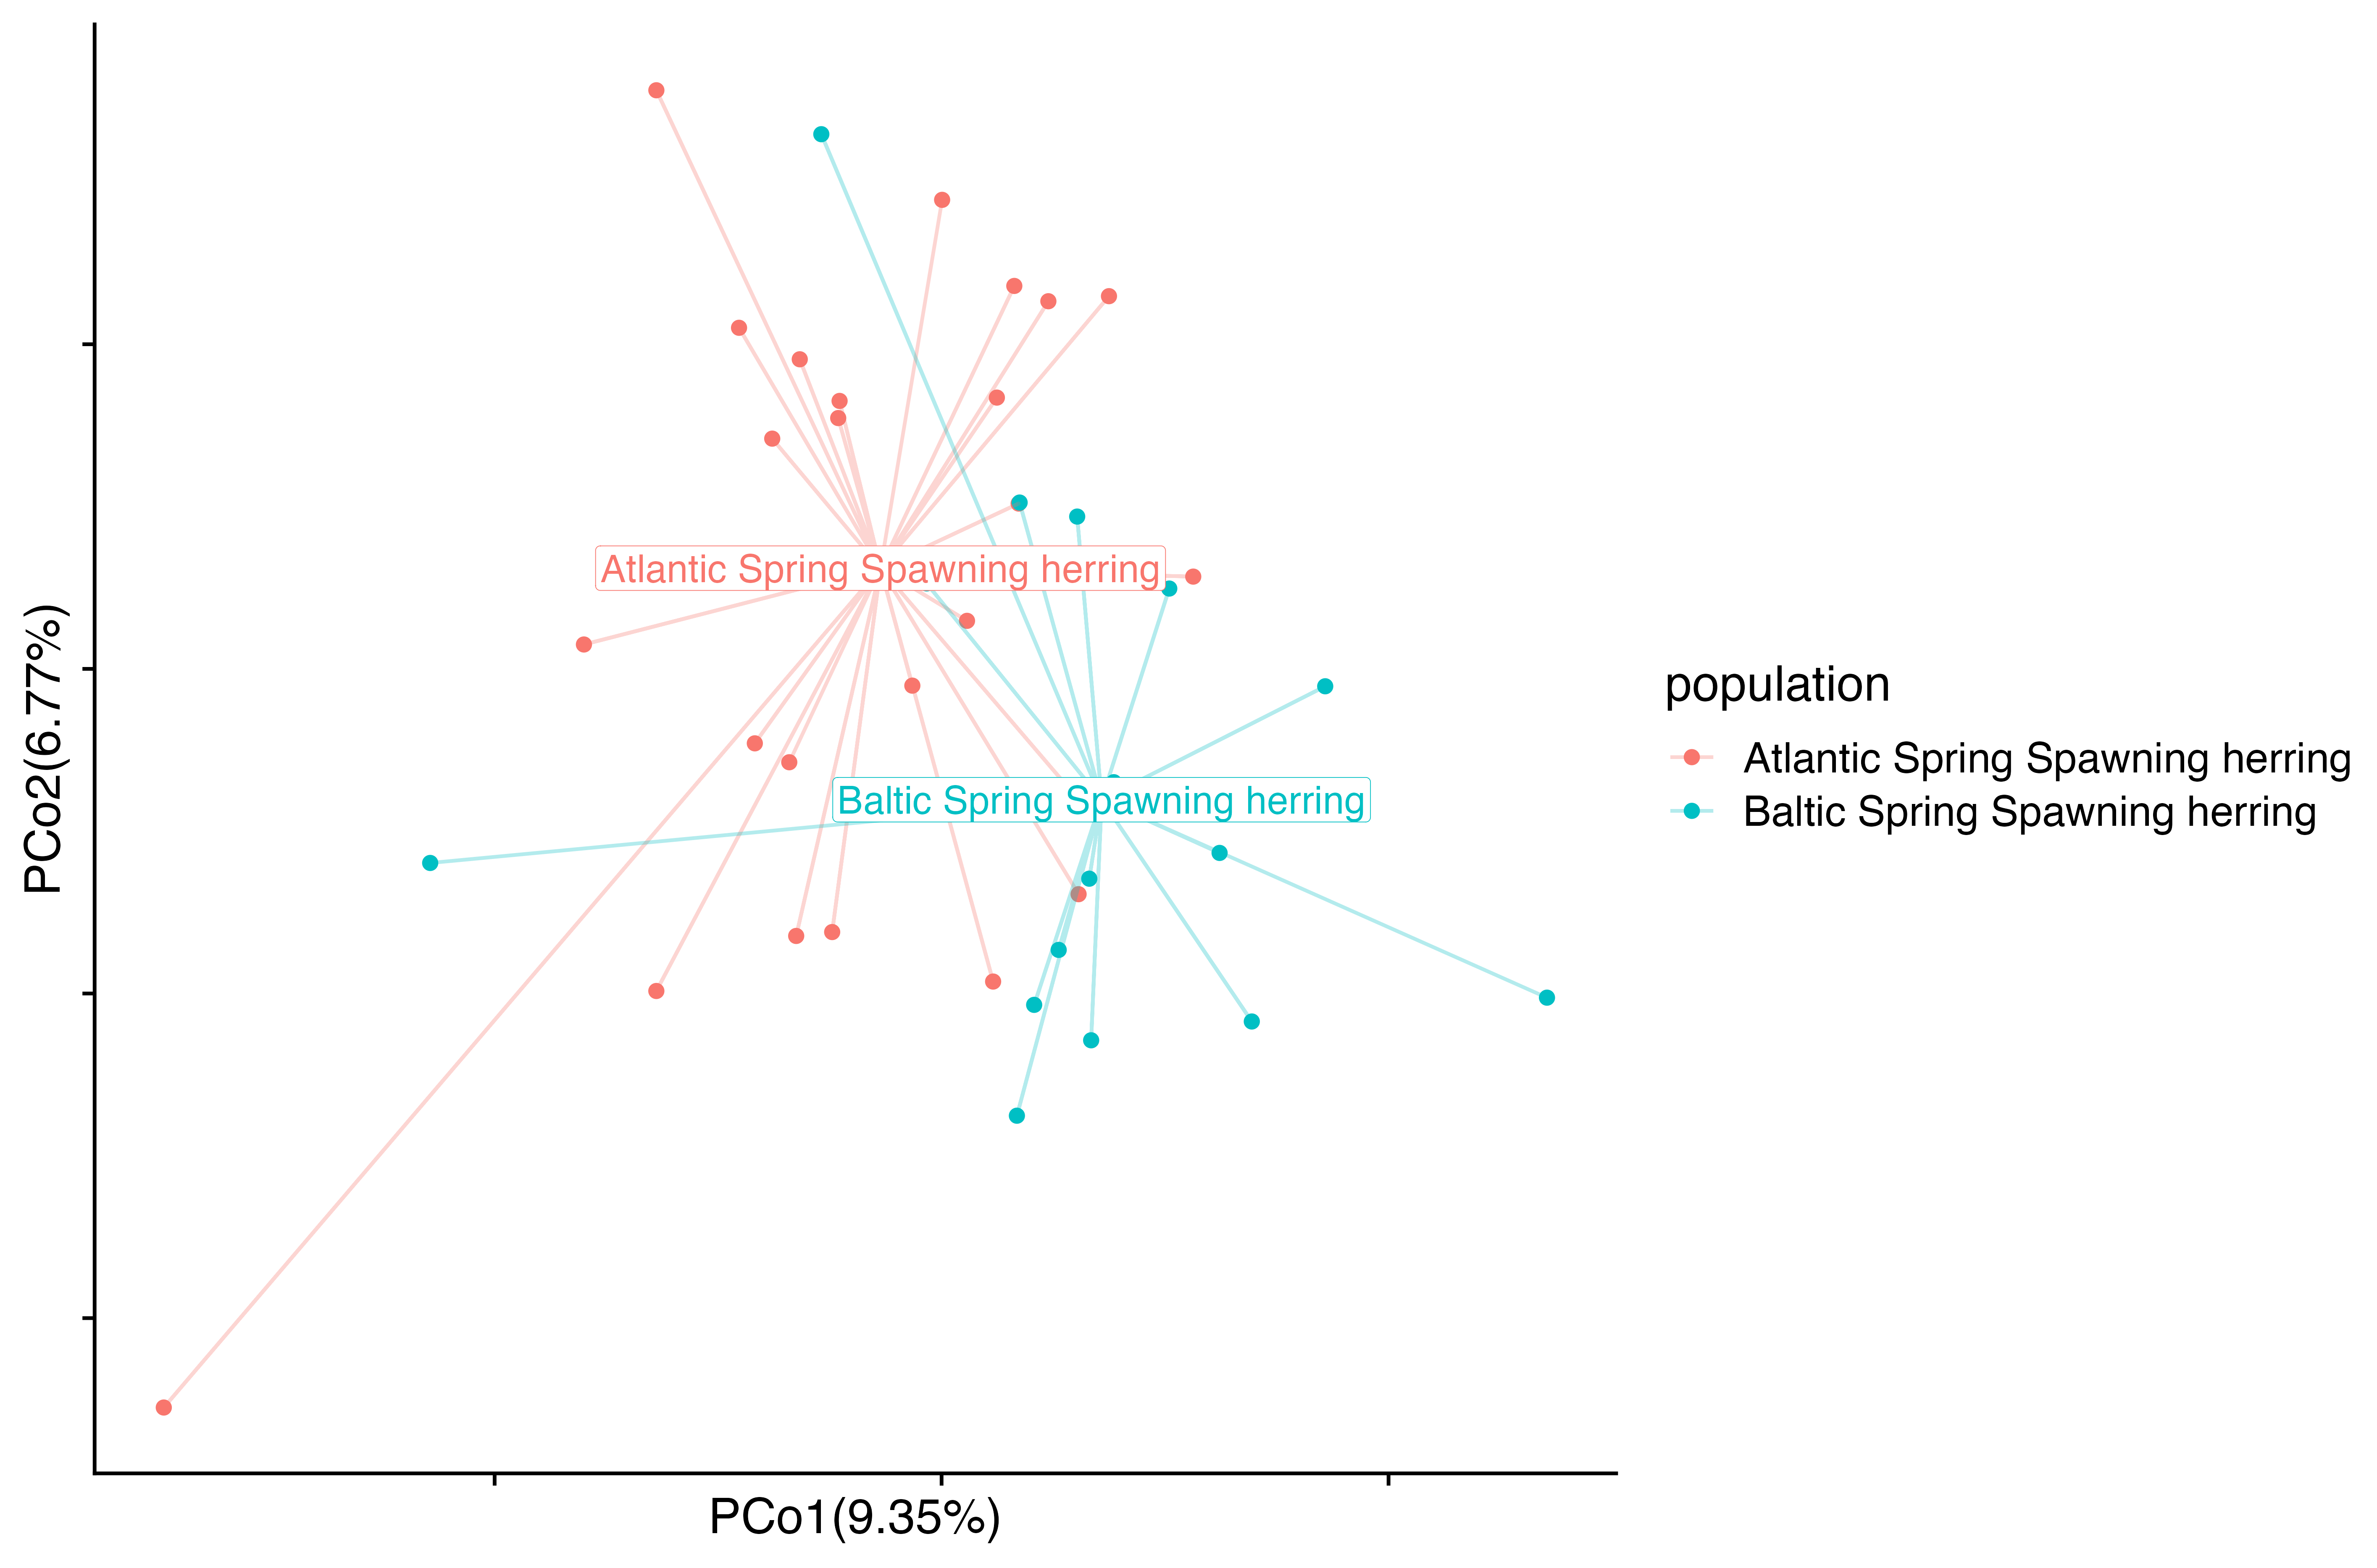 Atlantic Spring Spawning herring
Baltic Spring Spawning herring
PCo2(6.77%)
PCo1(9.35%)
population
Atlantic Spring Spawning herring
Baltic Spring Spawning herring